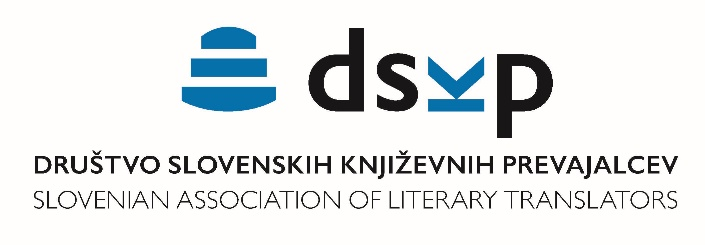 dskp
DRUŠTVO SLOVENSKIH KNJIŽEVNIH PREVAJALCEV
SLOVENIAN ASSOCIATION OF LITERARY TRANSLATORS